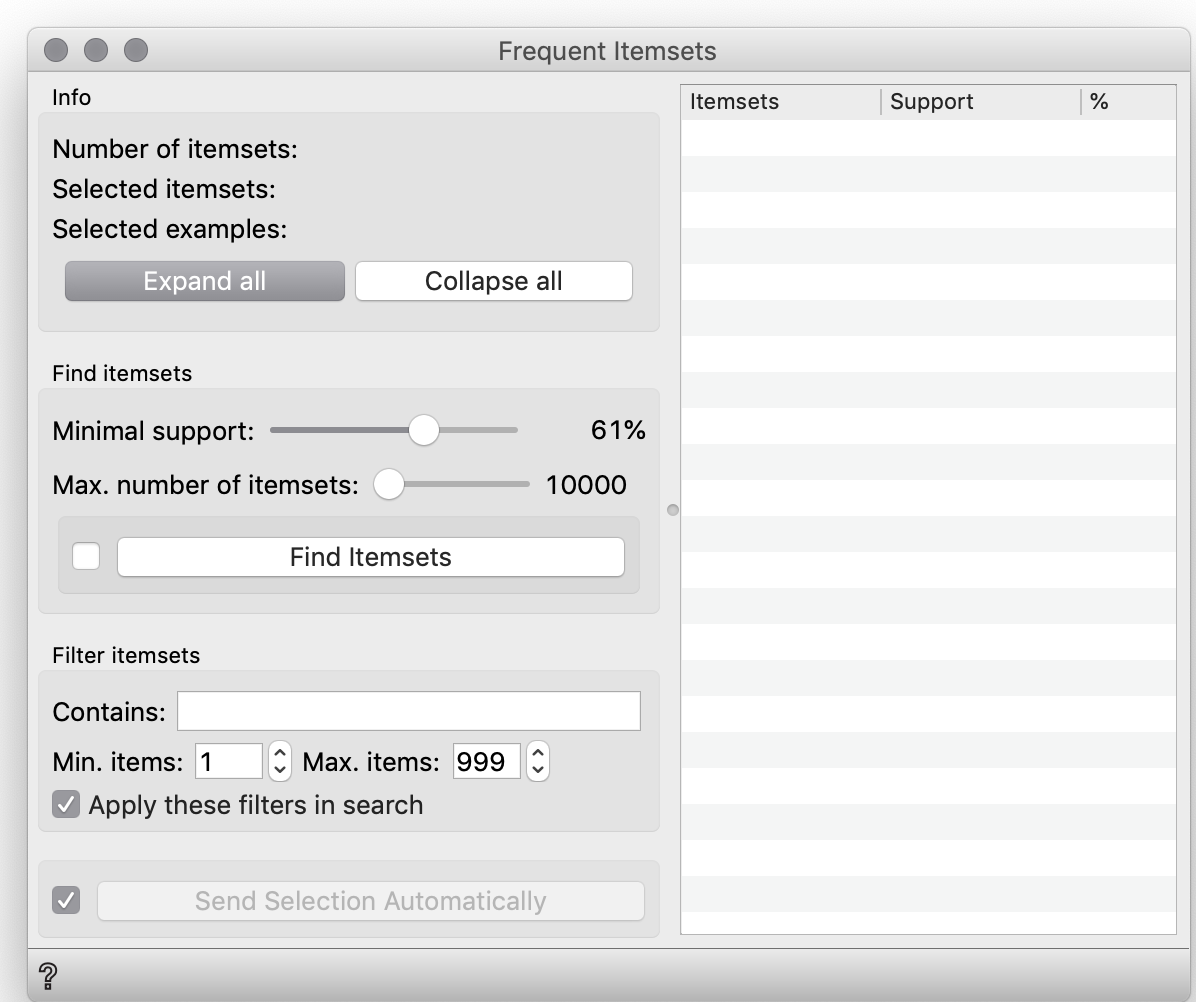 Frequent Itemsets
Info
Number of itemsets:
Selected itemsets:
Selected examples:
Expand all Collapse all
Find itemsets
Minimal support: 61%
Max. number of itemsets: 10000
Find Itemsets
Filter itemsets
Contains:
Min. items: 1 Max. items: 999
Apply these filters in search
Send Selection Automatically
?
Itemsets Support %